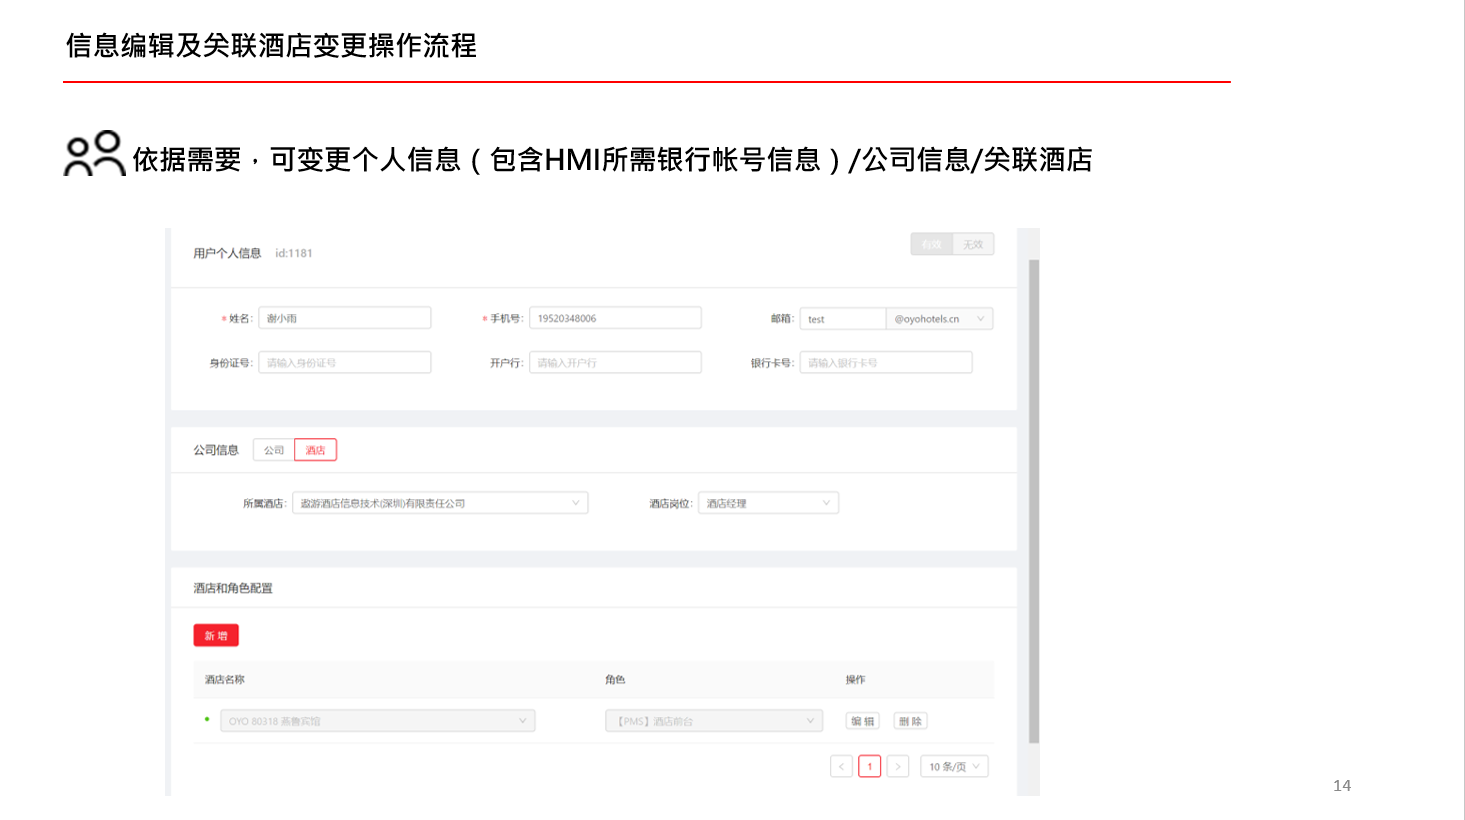 信息编辑及关联酒店变更操作流程
依据需要，可变更个人信息（包含HMI所需银行帐号信息）/公司信息/关联酒店
用户个人信息 id:1181 有效 无效
* 姓名: 谢小雨 * 手机号: 19520348006 邮箱: test @oyohotels.cn
身份证号: 请输入身份证号 开户行: 请输入开户行 银行卡号: 请输入银行卡号
公司信息 公司 酒店
所属酒店: 遨游酒店信息技术(深圳)有限责任公司 酒店岗位: 酒店经理
酒店和角色配置
新增
酒店名称 角色 操作
OYO 80318 燕鲁宾馆 【PMS】酒店前台 编辑 删除
< 1 > 10 条/页
14